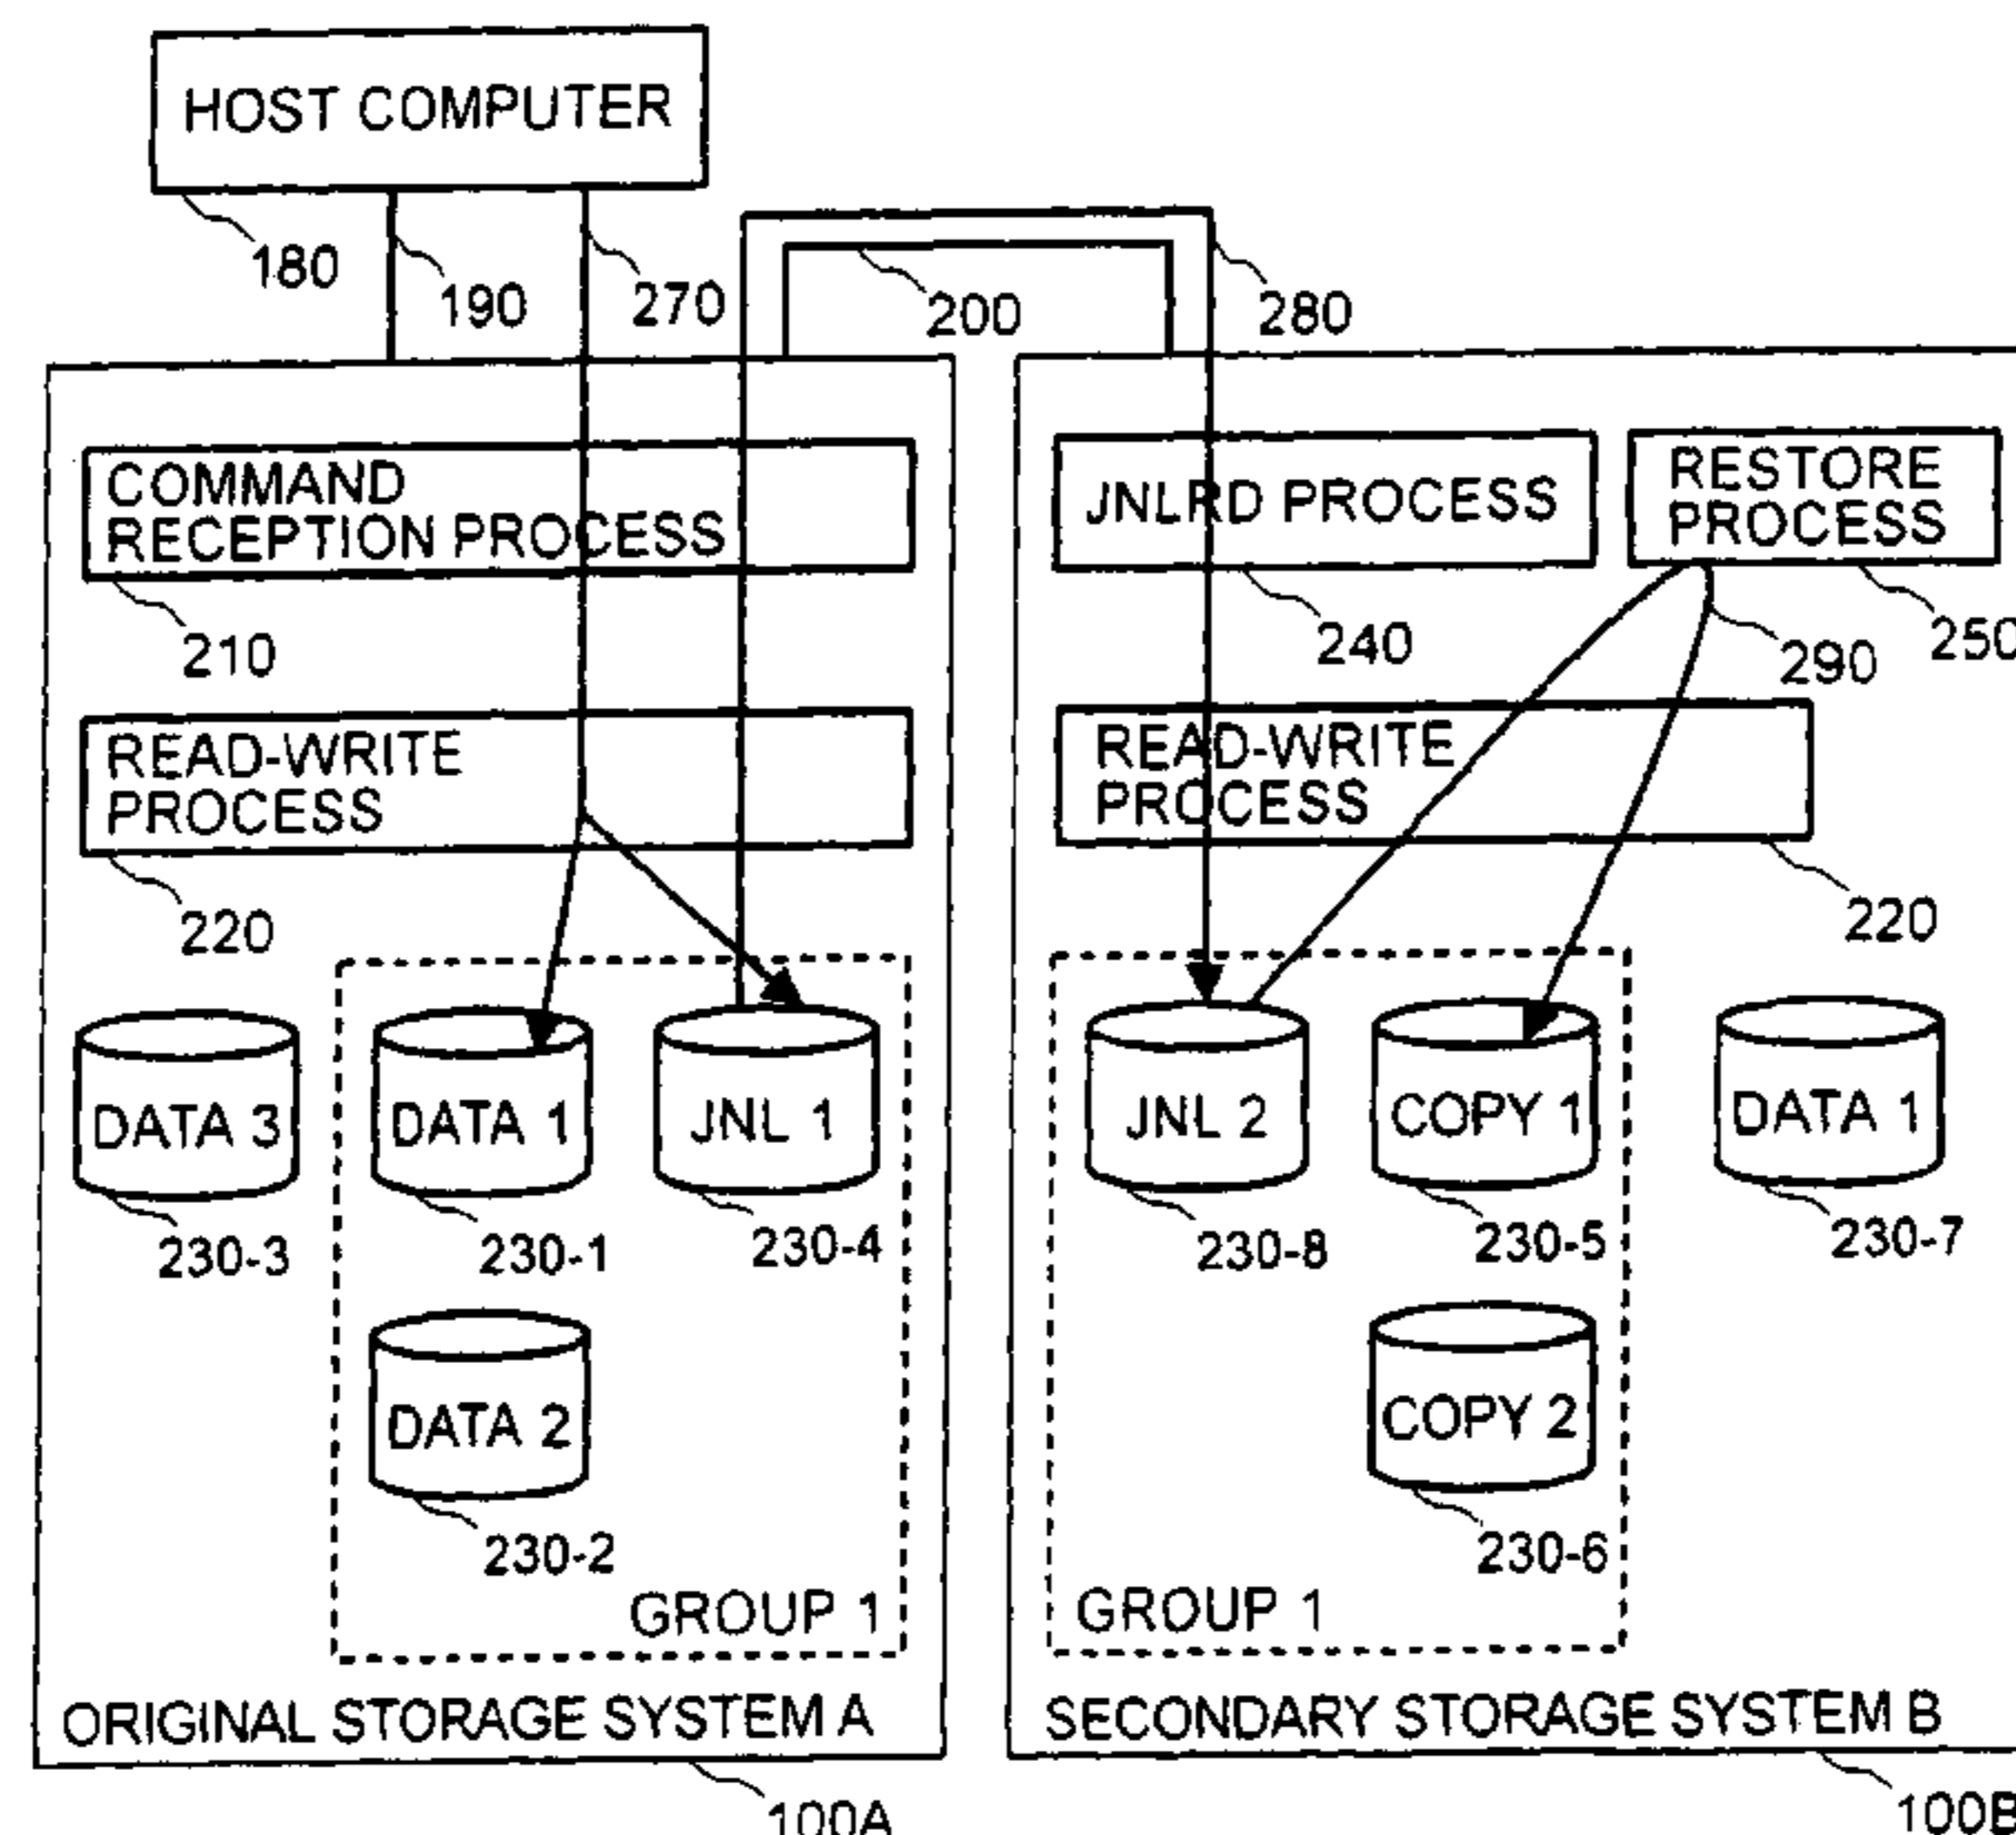 HOST COMPUTER
180
190
270
200
280
COMMAND
RECEPTION PROCESS
210
JNLRD PROCESS
240
RESTORE
PROCESS
250
290
READ-WRITE
PROCESS
220
READ-WRITE
PROCESS
220
DATA 3
230-3
DATA 1
230-1
JNL 1
230-4
JNL 2
230-8
COPY 1
230-5
DATA 1
230-7
DATA 2
230-2
COPY 2
230-6
GROUP 1
GROUP 1
ORIGINAL STORAGE SYSTEM A
SECONDARY STORAGE SYSTEM B
100A
100B